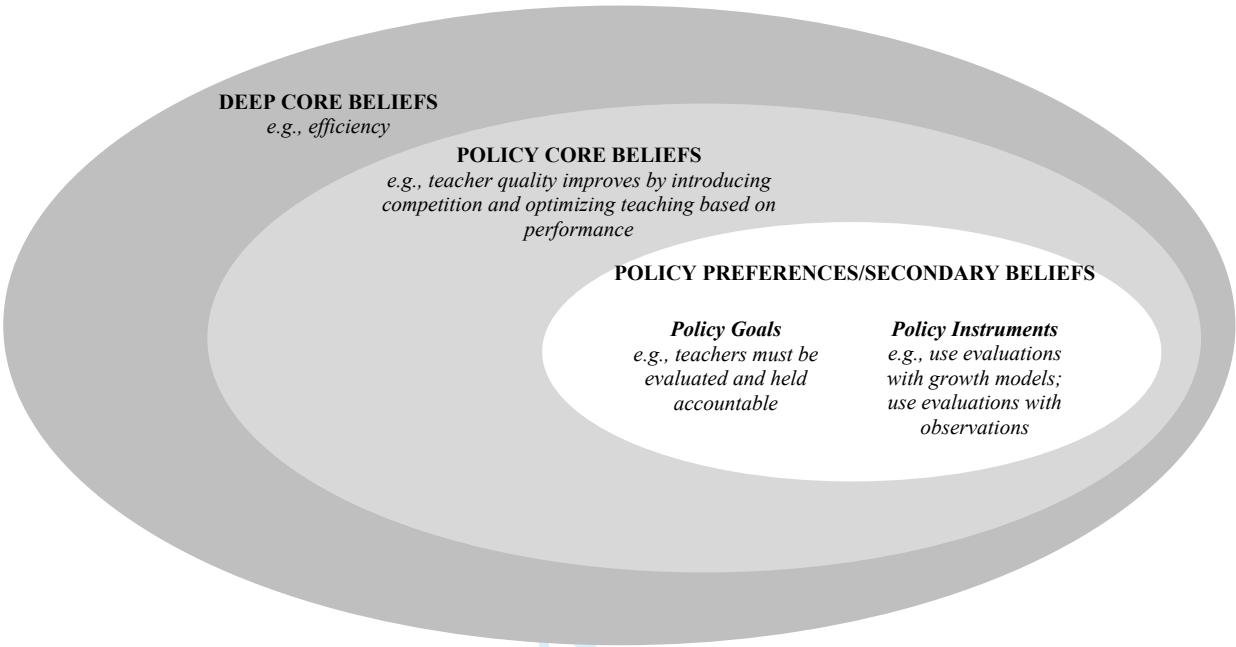 DEEP CORE BELIEFS
e.g., efficiency
POLICY CORE BELIEFS
e.g., teacher quality improves by introducing
competition and optimizing teaching based on
performance
POLICY PREFERENCES/SECONDARY BELIEFS
Policy Goals
e.g., teachers must be
evaluated and held
accountable
Policy Instruments
e.g., use evaluations
with growth models;
use evaluations with
observations